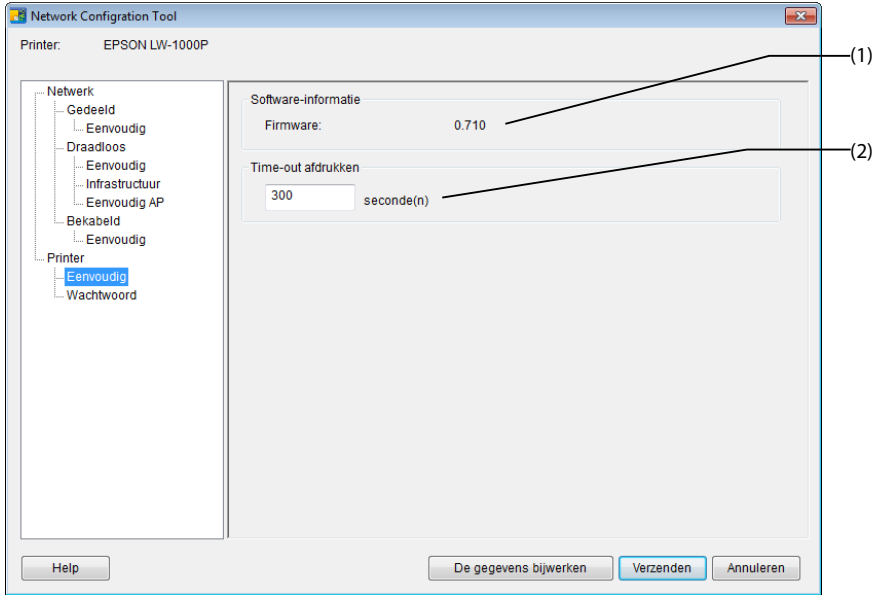 Network Configration Tool
Printer: EPSON LW-1000P
(1)
(2)
Netwerk
Gedeeld
Eenvoudig
Draadloos
Eenvoudig
Infrastructuur
Eenvoudig AP
Bekabeld
Eenvoudig
Printer
Eenvoudig
Wachtwoord
Software-informatie
Firmware: 0.710
Time-out afdrukken
300 seconde(n)
Help
De gegevens bijwerken
Verzenden
Annuleren